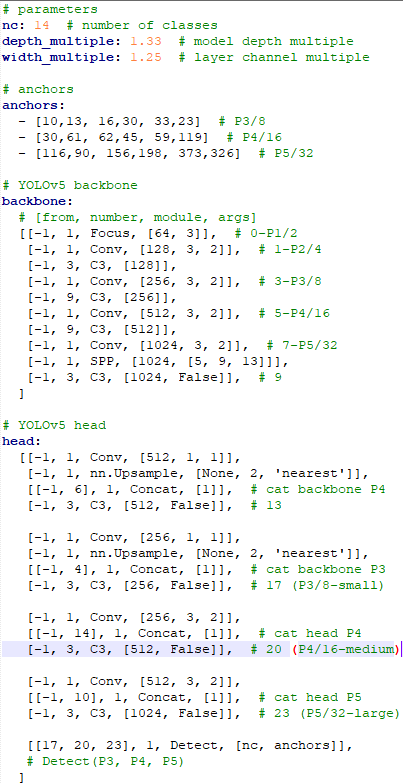 # parameters
nc: 14  # number of classes
depth_multiple: 1.33  # model depth multiple
width_multiple: 1.25  # layer channel multiple

# anchors
anchors:
  - [10,13, 16,30, 33,23]  # P3/8
  - [30,61, 62,45, 59,119]  # P4/16
  - [116,90, 156,198, 373,326]  # P5/32

# YOLOv5 backbone
backbone:
  # [from, number, module, args]
  [[-1, 1, Focus, [64, 3]],  # 0-P1/2
   [-1, 1, Conv, [128, 3, 2]],  # 1-P2/4
   [-1, 3, C3, [128]],
   [-1, 1, Conv, [256, 3, 2]],  # 3-P3/8
   [-1, 9, C3, [256]],
   [-1, 1, Conv, [512, 3, 2]],  # 5-P4/16
   [-1, 9, C3, [512]],
   [-1, 1, Conv, [1024, 3, 2]],  # 7-P5/32
   [-1, 1, SPP, [1024, [5, 9, 13]]],
   [-1, 3, C3, [1024, False]],  # 9
  ]

# YOLOv5 head
head:
  [[-1, 1, Conv, [512, 1, 1]],
   [-1, 1, nn.Upsample, [None, 2, 'nearest']],
   [[-1, 6], 1, Concat, [1]],  # cat backbone P4
   [-1, 3, C3, [512, False]],  # 13

   [-1, 1, Conv, [256, 1, 1]],
   [-1, 1, nn.Upsample, [None, 2, 'nearest']],
   [[-1, 4], 1, Concat, [1]],  # cat backbone P3
   [-1, 3, C3, [256, False]],  # 17 (P3/8-small)

   [-1, 1, Conv, [256, 3, 2]],
   [[-1, 14], 1, Concat, [1]],  # cat head P4
   [-1, 3, C3, [512, False]],  # 20 (P4/16-medium)

   [-1, 1, Conv, [512, 3, 2]],
   [[-1, 10], 1, Concat, [1]],  # cat head P5
   [-1, 3, C3, [1024, False]],  # 23 (P5/32-large)

   [[17, 20, 23], 1, Detect, [nc, anchors]],
   # Detect(P3, P4, P5)
  ]